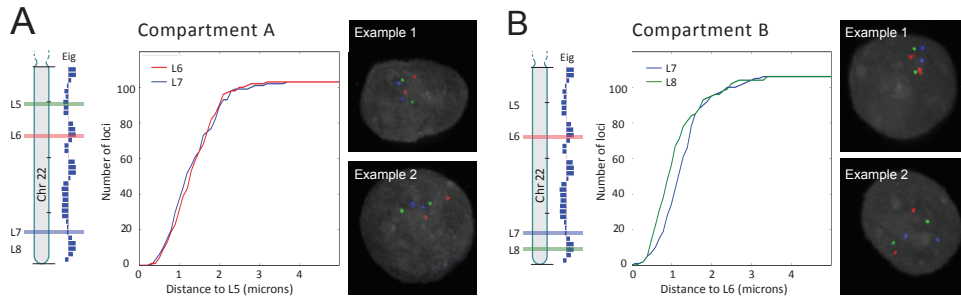 A
Compartment A
Eig
L5
L6
Chr 22
L7
L8
Number of loci
100
80
60
40
20
0
L6
L7
0 1 2 3 4
Distance to L5 (microns)
Example 1
Example 2
B
Compartment B
Eig
L5
L6
Chr 22
L7
L8
Number of loci
100
80
60
40
20
0
L7
L8
0 1 2 3 4
Distance to L6 (microns)
Example 1
Example 2